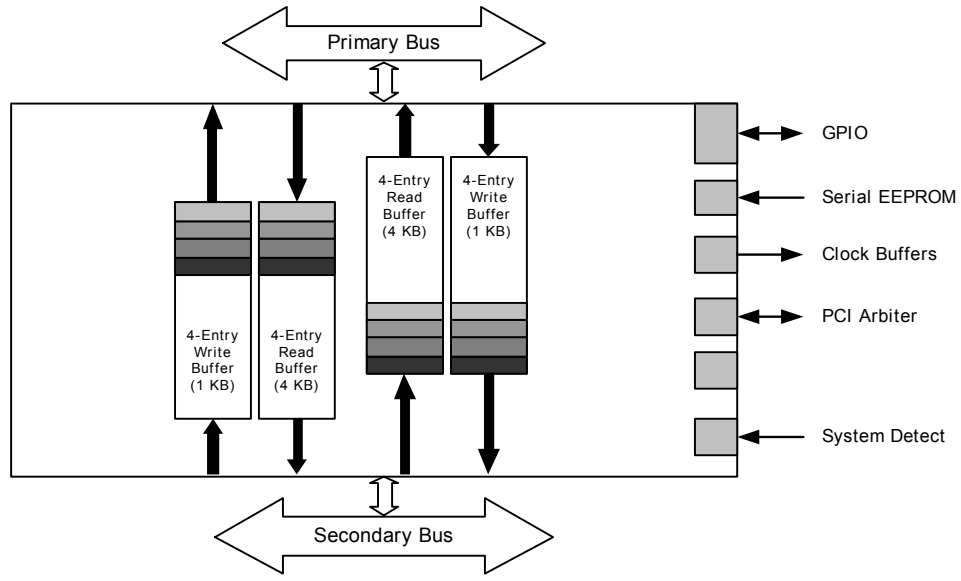 Primary Bus
4-Entry
Read
Buffer
(4 KB)
4-Entry
Write
Buffer
(1 KB)
4-Entry
Write
Buffer
(1 KB)
4-Entry
Read
Buffer
(4 KB)
GPIO
Serial EEPROM
Clock Buffers
PCI Arbiter
System Detect
Secondary Bus